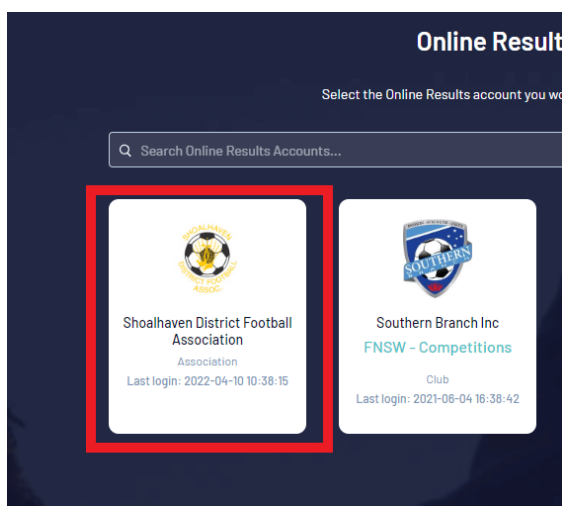 Online Result
Select the Online Results account you wo
Search Online Results Accounts...
SHOALHAVEN
DISTRICT FOOTBALL
ASSOC.
Shoalhaven District Football
Association
Association
Last login: 2022-04-10 10:38:15
SOUTHERN
Southern Branch Inc
FNSW - Competitions
Club
Last login: 2021-06-04 16:38:42